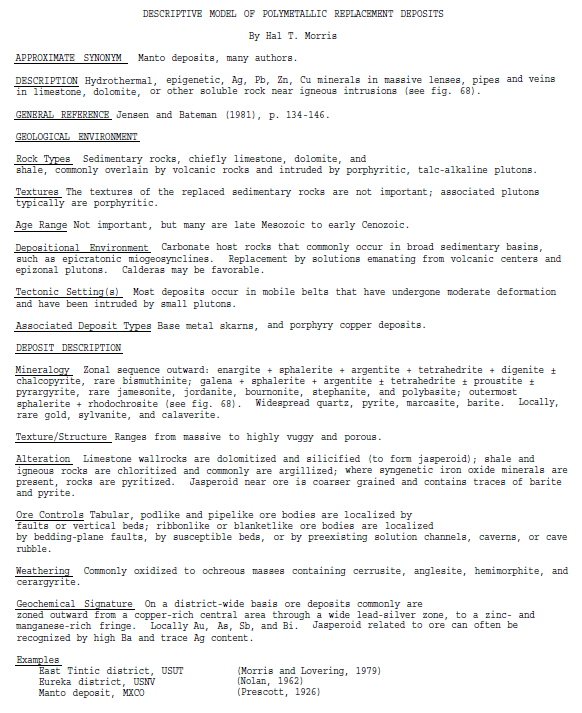 DESCRIPTIVE MODEL OF POLYMETALLIC REPLACEMENT DEPOSITS
By Hal T. Morris
APPROXIMATE SYNONYM Manto deposits, many authors.
DESCRIPTION Hydrothermal, epigenetic, Ag, Pb, Zn, Cu minerals in massive lenses, pipes and veins
in limestone, dolomite, or other soluble rock near igneous intrusions (see fig. 68).
GENERAL REFERENCE Jensen and Bateman (1981), p. 134-146.
GEOLOGICAL ENVIRONMENT
Rock Types Sedimentary rocks, chiefly limestone, dolomite, and
shale, commonly overlain by volcanic rocks and intruded by porphyritic, talc-alkaline plutons.
Textures The textures of the replaced sedimentary rocks are not important; associated plutons
typically are porphyritic.
Age Range Not important, but many are late Mesozoic to early Cenozoic.
Depositional Environment Carbonate host rocks that commonly occur in broad sedimentary basins,
such as epicratonic miogeosynclines. Replacement by solutions emanating from volcanic centers and
epizonal plutons. Calderas may be favorable.
Tectonic Setting(s) Most deposits occur in mobile belts that have undergone moderate deformation
and have been intruded by small plutons.
Associated Deposit Types Base metal skarns, and porphyry copper deposits.
DEPOSIT DESCRIPTION
Mineralogy Zonal sequence outward: enargite + sphalerite + argentite + tetrahedrite + digenite ±
chalcopyrite, rare bismuthinite; galena + sphalerite + argentite ± tetrahedrite ± proustite ±
pyrargyrite, rare jamesonite, jordanite, bournonite, stephanite, and polybasite; outermost
sphalerite + rhodochrosite (see fig. 68). Widespread quartz, pyrite, marcasite, barite. Locally,
rare gold, sylvanite, and calaverite.
Texture/Structure Ranges from massive to highly vuggy and porous.
Alteration Limestone wallrocks are dolomitized and silicified (to form jasperoid); shale and
igneous rocks are chloritized and commonly are argillized; where syngenetic iron oxide minerals are
present, rocks are pyritized. Jasperoid near ore is coarser grained and contains traces of barite
and pyrite.
Ore Controls Tabular, podlike and pipelike ore bodies are localized by
faults or vertical beds; ribbonlike or blanketlike ore bodies are localized
by bedding-plane faults, by susceptible beds, or by preexisting solution channels, caverns, or cave
rubble.
Weathering Commonly oxidized to ochreous masses containing cerrusite, anglesite, hemimorphite, and
cerargyrite.
Geochemical Signature On a district-wide basis ore deposits commonly are
zoned outward from a copper-rich central area through a wide lead-silver zone, to a zinc- and
manganese-rich fringe. Locally Au, As, Sb, and Bi. Jasperoid related to ore can often be
recognized by high Ba and trace Ag content.
Examples
East Tintic district, USUT (Morris and Lovering, 1979)
Eureka district, USNV (Nolan, 1962)
Manto deposit, MXCO (Prescott, 1926)